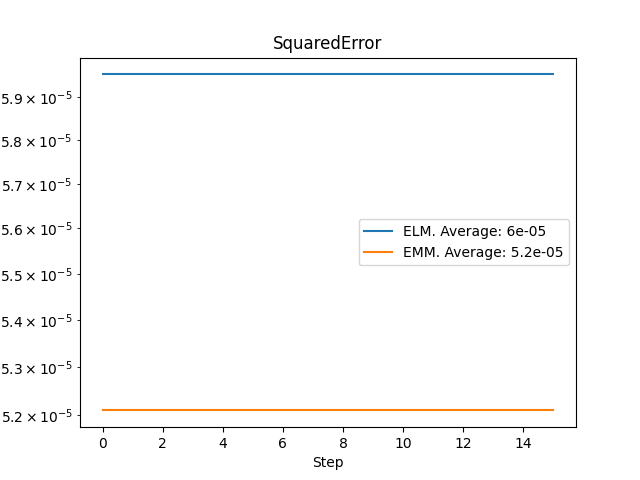 SquaredError
5.9 × 10⁻⁵
5.8 × 10⁻⁵
5.7 × 10⁻⁵
5.6 × 10⁻⁵
5.5 × 10⁻⁵
5.4 × 10⁻⁵
5.3 × 10⁻⁵
5.2 × 10⁻⁵
ELM. Average: 6e-05
EMM. Average: 5.2e-05
0 2 4 6 8 10 12 14
Step